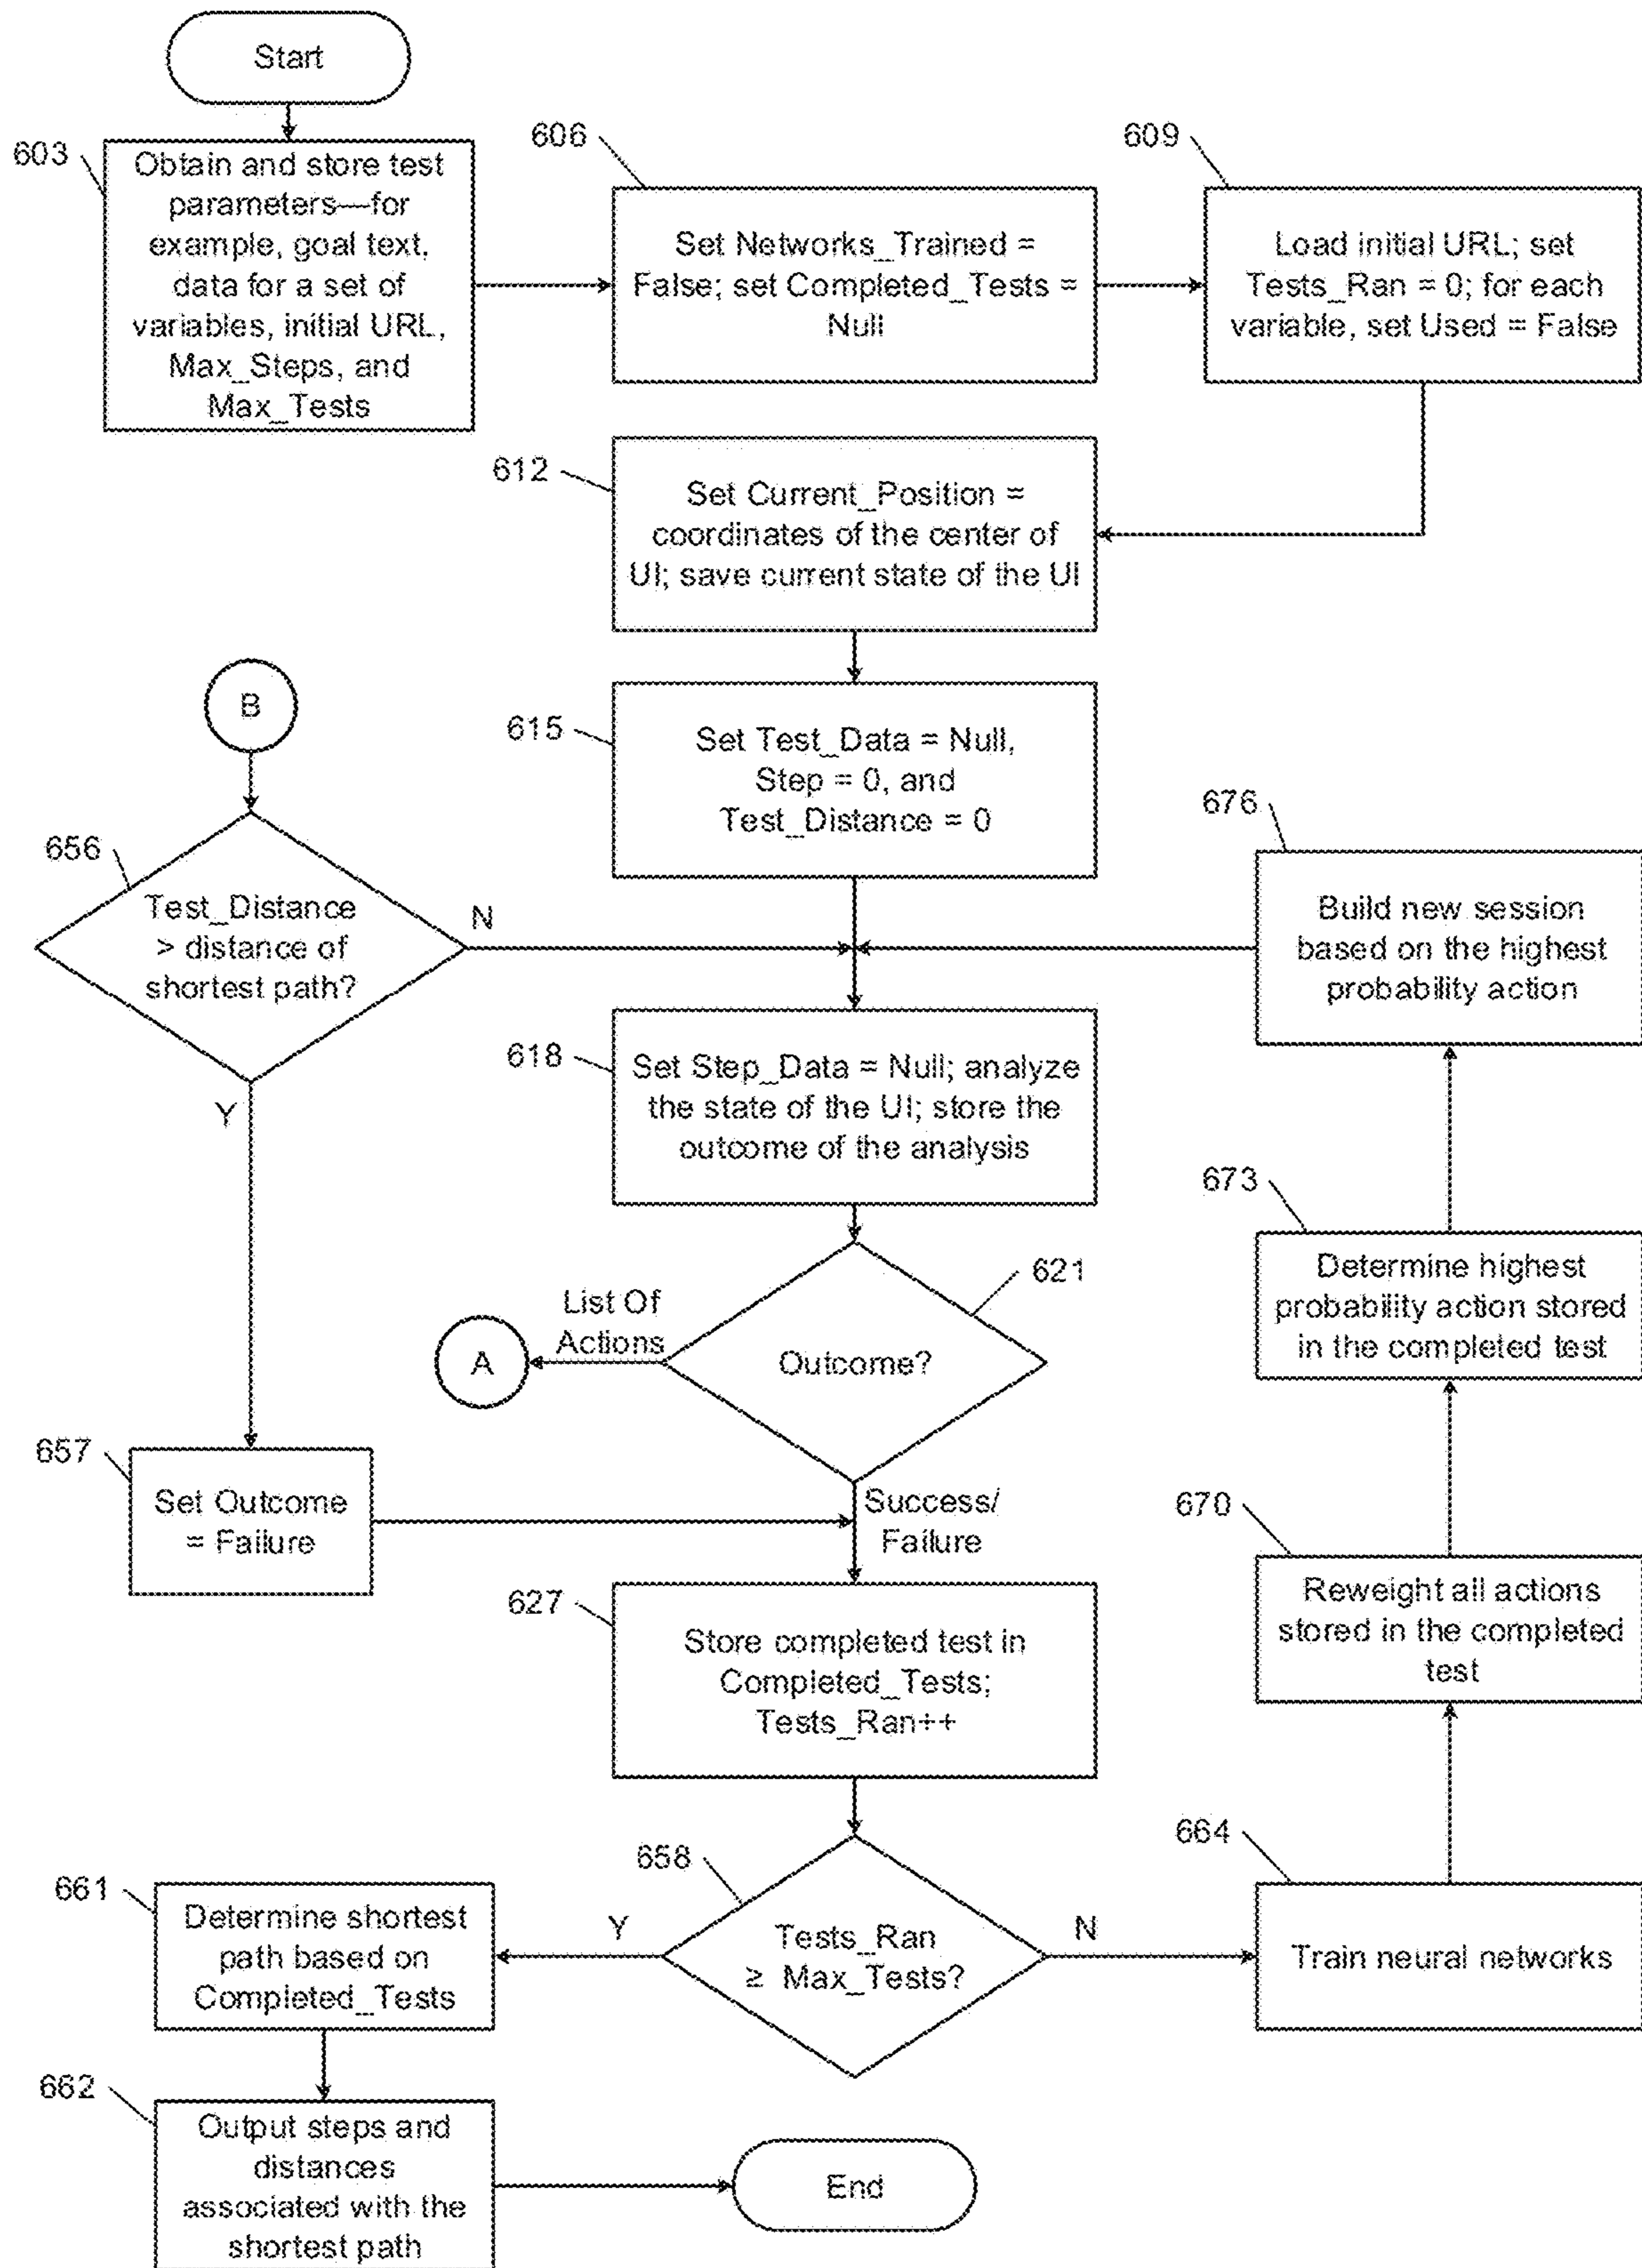 Start
603
Obtain and store test
parameters—for
example, goal text,
data for a set of
variables, initial URL,
Max_Steps, and
Max_Tests
606
Set Networks_Trained =
False; set Completed_Tests =
Null
609
Load initial URL; set
Tests_Ran = 0; for each
variable, set Used = False
612
Set Current_Position =
coordinates of the center of
UI; save current state of the UI
B
615
Set Test_Data = Null,
Step = 0, and
Test_Distance = 0
656
Test_Distance
> distance of
shortest path?
N
Y
676
Build new session
based on the highest
probability action
618
Set Step_Data = Null; analyze
the state of the UI; store the
outcome of the analysis
673
Determine highest
probability action stored
in the completed test
621
Outcome?
List Of
Actions
A
Success/
Failure
657
Set Outcome
= Failure
670
Reweight all actions
stored in the completed
test
627
Store completed test in
Completed_Tests;
Tests_Ran++
658
Tests_Ran
≥ Max_Tests?
Y
N
664
Train neural networks
661
Determine shortest
path based on
Completed_Tests
662
Output steps and
distances
associated with the
shortest path
End